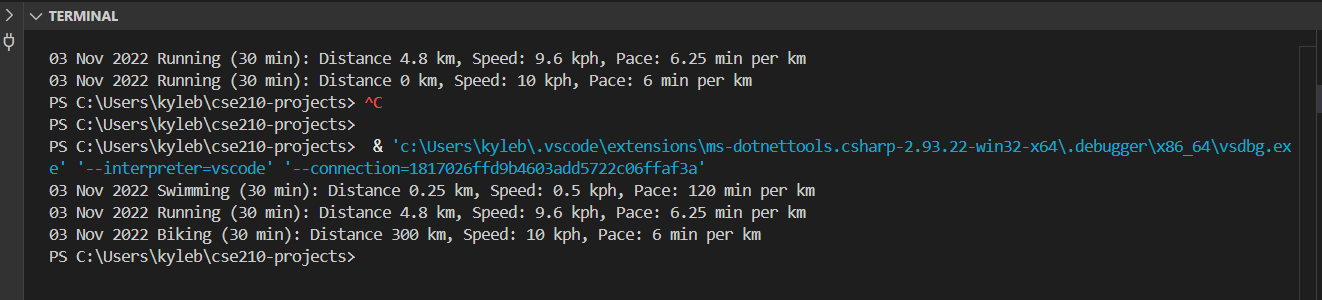 TERMINAL
03 Nov 2022 Running (30 min): Distance 4.8 km, Speed: 9.6 kph, Pace: 6.25 min per km
03 Nov 2022 Running (30 min): Distance 0 km, Speed: 10 kph, Pace: 6 min per km
PS C:\Users\kyleb\cse210-projects> ^C
PS C:\Users\kyleb\cse210-projects>
PS C:\Users\kyleb\cse210-projects>  & 'c:\Users\kyleb\.vscode\extensions\ms-dotnettools.csharp-2.93.22-win32-x64\.debugger\x86_64\vsdbg.ex
e' '--interpreter=vscode' '--connection=1817026ffd9b4603add5722c06ffaf3a'
03 Nov 2022 Swimming (30 min): Distance 0.25 km, Speed: 0.5 kph, Pace: 120 min per km
03 Nov 2022 Running (30 min): Distance 4.8 km, Speed: 9.6 kph, Pace: 6.25 min per km
03 Nov 2022 Biking (30 min): Distance 300 km, Speed: 10 kph, Pace: 6 min per km
PS C:\Users\kyleb\cse210-projects>